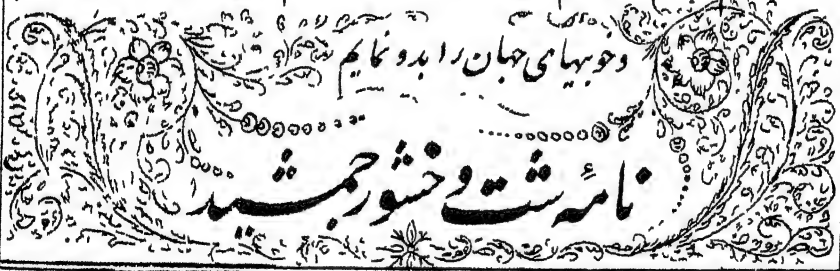 و خوبیهای جهان را بدو نمایم
نامهٔ شت وخشور جمشید